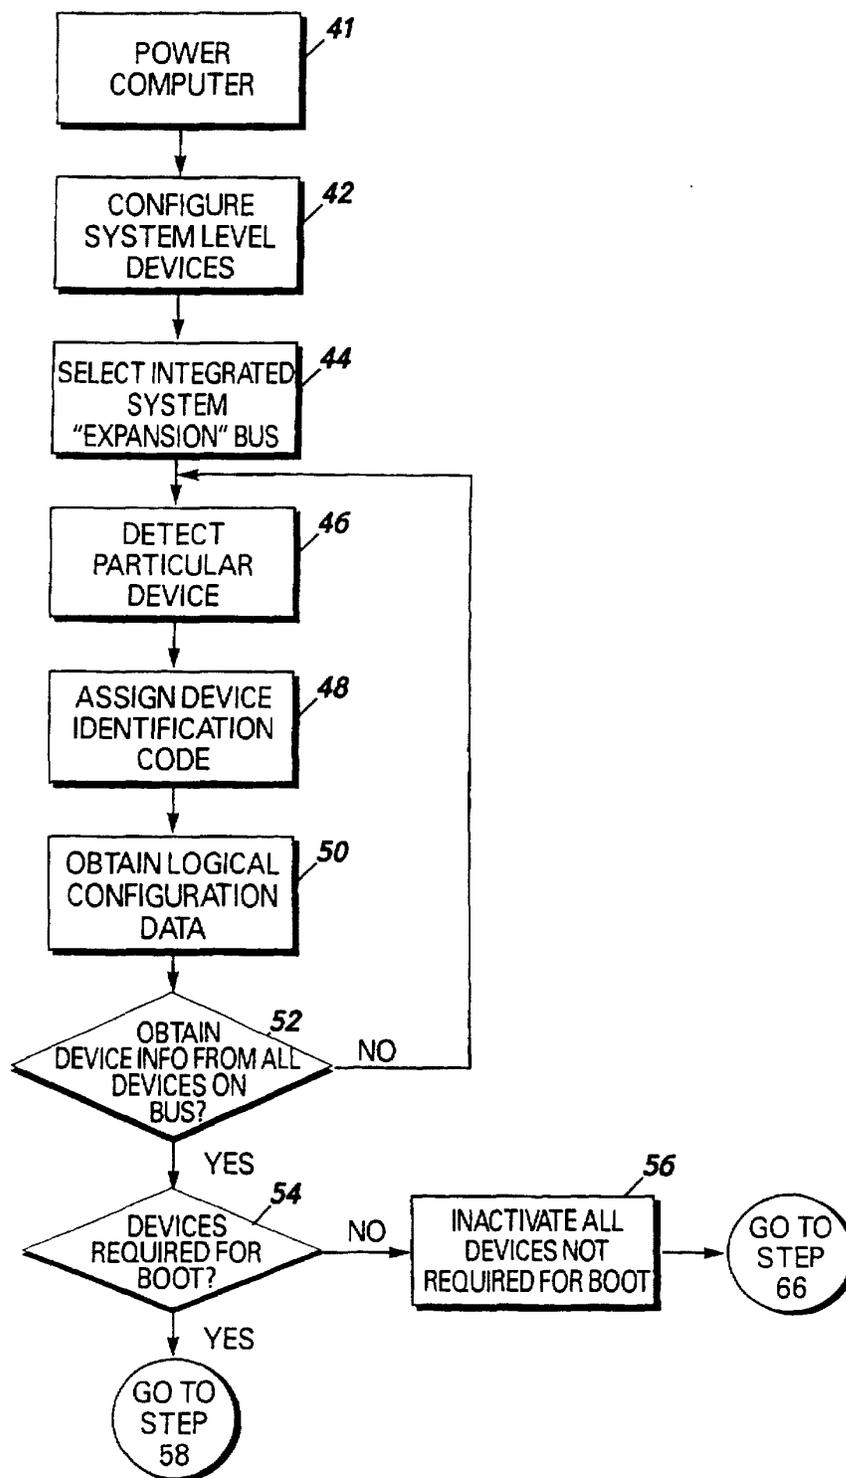 41
POWER
COMPUTER
42
CONFIGURE
SYSTEM LEVEL
DEVICES
44
SELECT INTEGRATED
SYSTEM
"EXPANSION" BUS
46
DETECT
PARTICULAR
DEVICE
48
ASSIGN DEVICE
IDENTIFICATION
CODE
50
OBTAIN LOGICAL
CONFIGURATION
DATA
52
OBTAIN
DEVICE INFO FROM ALL
DEVICES ON
BUS?
NO
YES
54
DEVICES
REQUIRED FOR
BOOT?
NO
56
INACTIVATE ALL
DEVICES NOT
REQUIRED FOR BOOT
GO TO
STEP
66
YES
GO TO
STEP
58